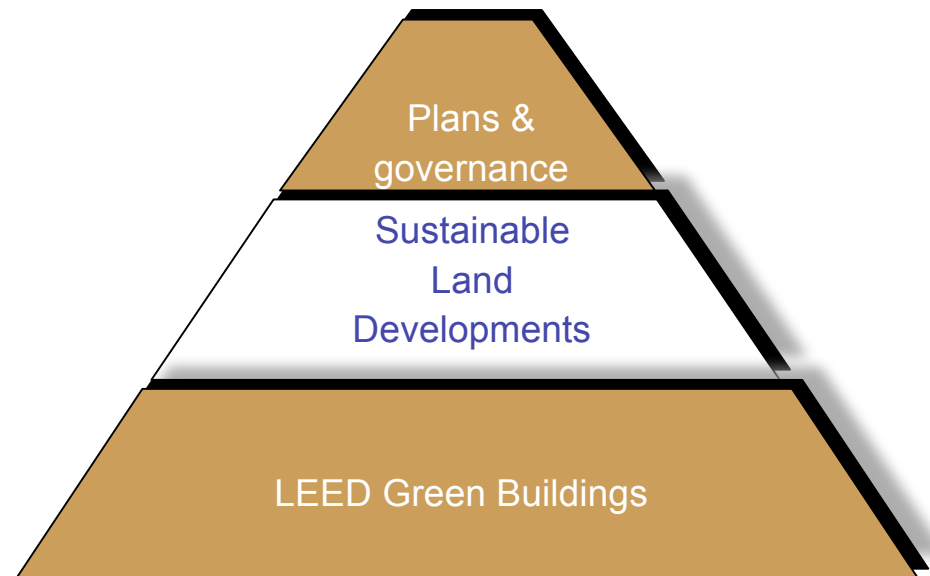 Plans &
governance
Sustainable
Land
Developments
LEED Green Buildings